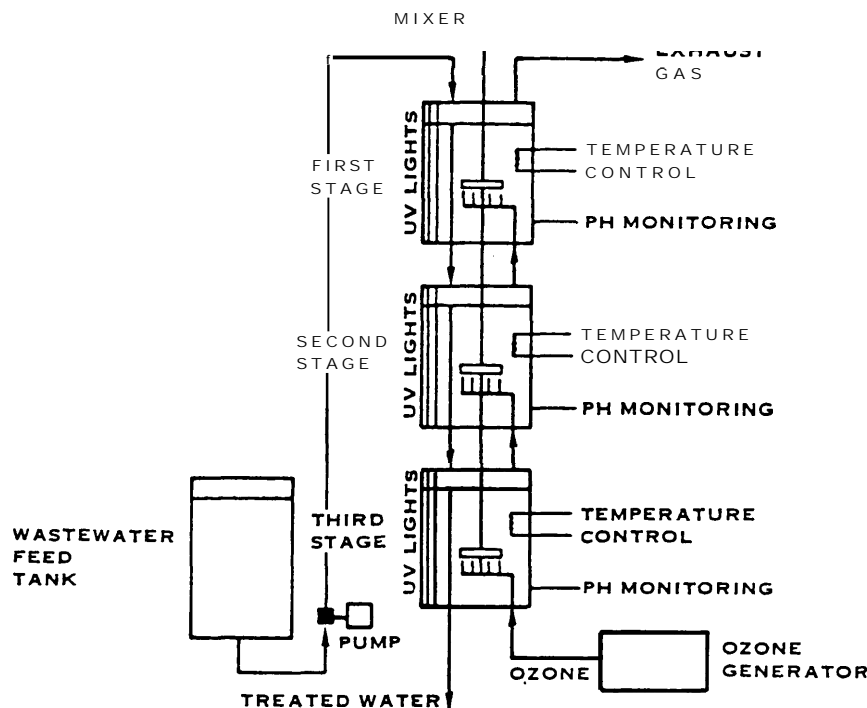 MIXER
EXHAUST
GAS
UV LIGHTS
FIRST
STAGE
TEMPERATURE
CONTROL
PH MONITORING
UV LIGHTS
SECOND
STAGE
TEMPERATURE
CONTROL
PH MONITORING
UV LIGHTS
WASTEWATER
FEED
TANK
THIRD
STAGE
TEMPERATURE
CONTROL
PH MONITORING
PUMP
OZONE
OZONE
GENERATOR
TREATED WATER